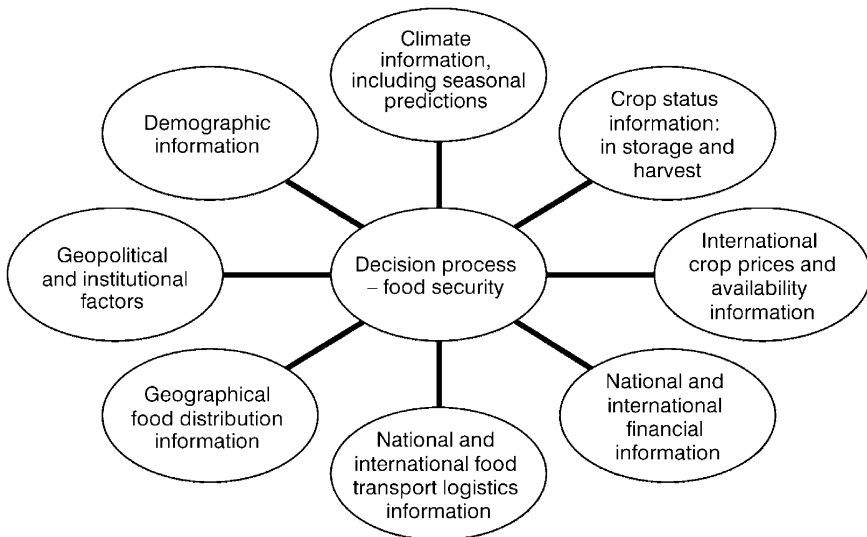 Climate
information,
including seasonal
predictions
Crop status
information:
in storage and
harvest
International
crop prices and
availability
information
National and
international
financial
information
National and
international food
transport logistics
information
Geographical
food distribution
information
Geopolitical
and institutional
factors
Demographic
information
Decision process
– food security